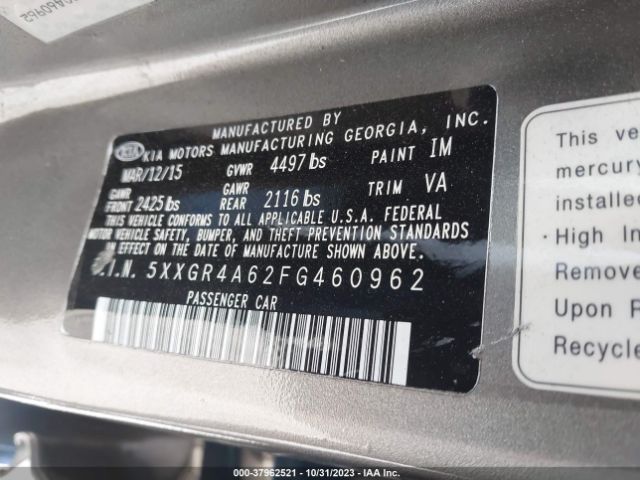 0A460962
MANUFACTURED BY
KIA KIA MOTORS MANUFACTURING GEORGIA, INC.
MAR/12/15 GVWR 4497 lbs PAINT IM
GAWR FRONT 2425 lbs GAWR REAR 2116 lbs TRIM VA
THIS VEHICLE CONFORMS TO ALL APPLICABLE U.S.A. FEDERAL
MOTOR VEHICLE SAFETY, BUMPER, AND THEFT PREVENTION STANDARDS
IN EFFECT ON THE DATE OF MANUFACTURE SHOWN ABOVE.
V.I.N. 5XXGR4A62FG460962
PASSENGER CAR
This ve
mercury
installed
· High In
Remove
Upon R
Recycle
000-37962521 - 10/31/2023 - IAA Inc.